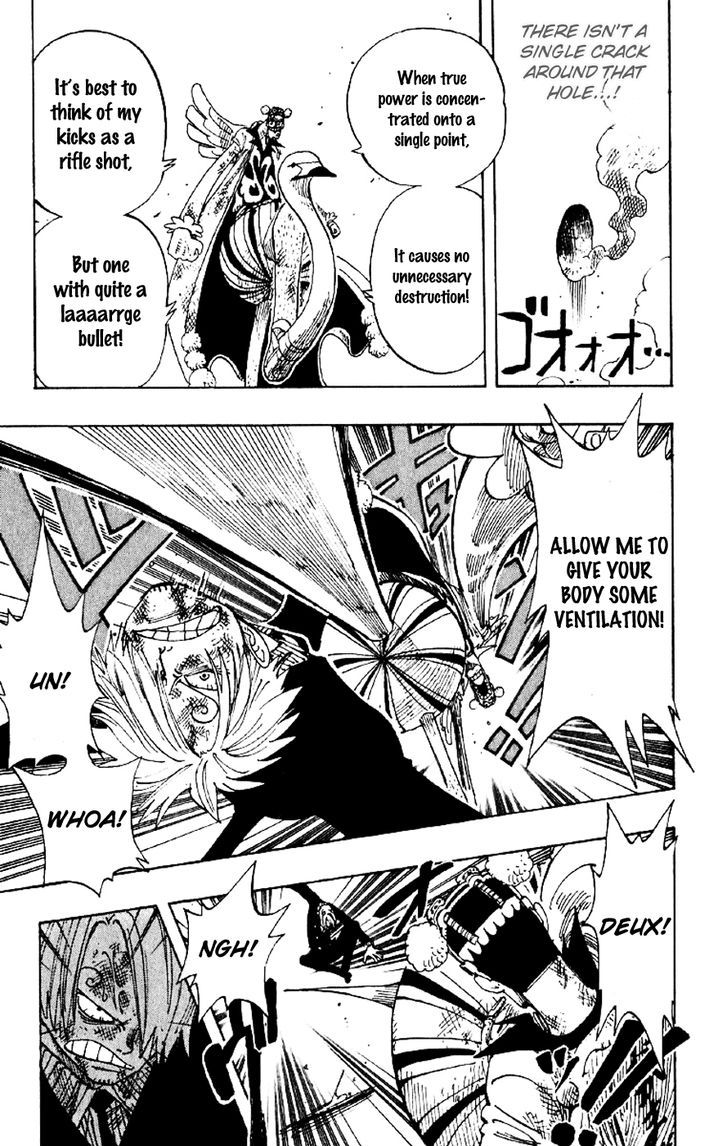 THERE ISN'T A
SINGLE CRACK
AROUND THAT
HOLE...!
ゴオォオ...
When true
power is concen-
trated onto a
single point,
It causes no
unnecessary
destruction!
It's best to
think of my
kicks as a
rifle shot,
But one
with quite a
laaaarrge
bullet!
ALLOW ME TO
GIVE YOUR
BODY SOME
VENTILATION!
UN!
WHOA!
DEUX!
NGH!